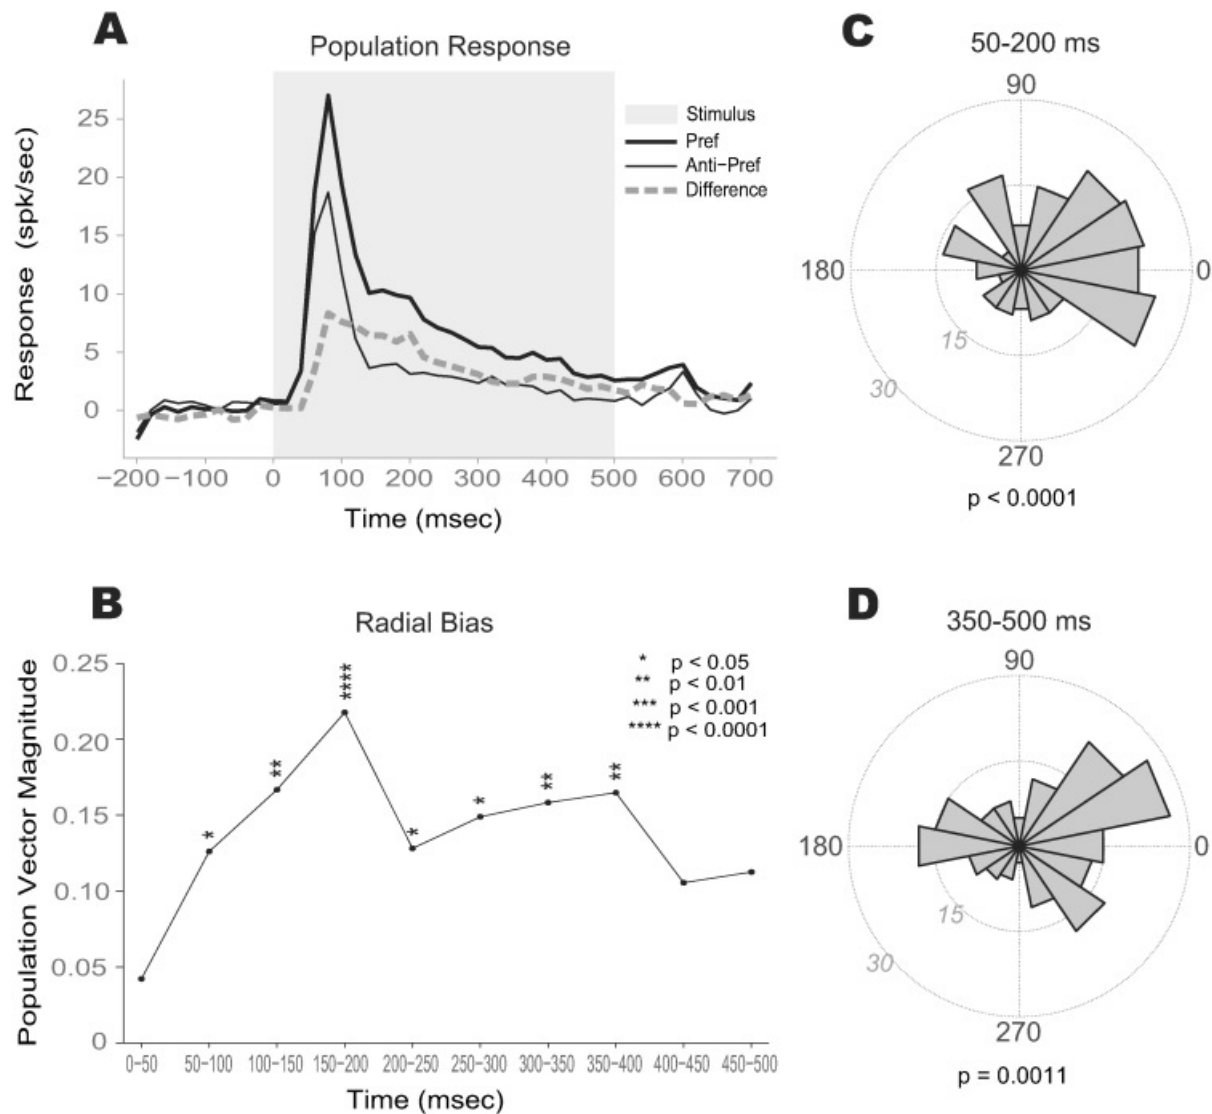 A
Population Response
Response (spk/sec)
25
20
15
10
5
0
−200
−100
0
100
200
300
400
500
600
700
Time (msec)
Stimulus
Pref
Anti−Pref
Difference
C
50-200 ms
90
180
0
15
30
270
p < 0.0001
B
Radial Bias
Population Vector Magnitude
0.25
0.20
0.15
0.10
0.05
0
* p < 0.05
** p < 0.01
*** p < 0.001
**** p < 0.0001
*
**
****
*
*
**
**
0−50
50−100
100−150
150−200
200−250
250−300
300−350
350−400
400−450
450−500
Time (msec)
D
350-500 ms
90
180
0
15
30
270
p = 0.0011